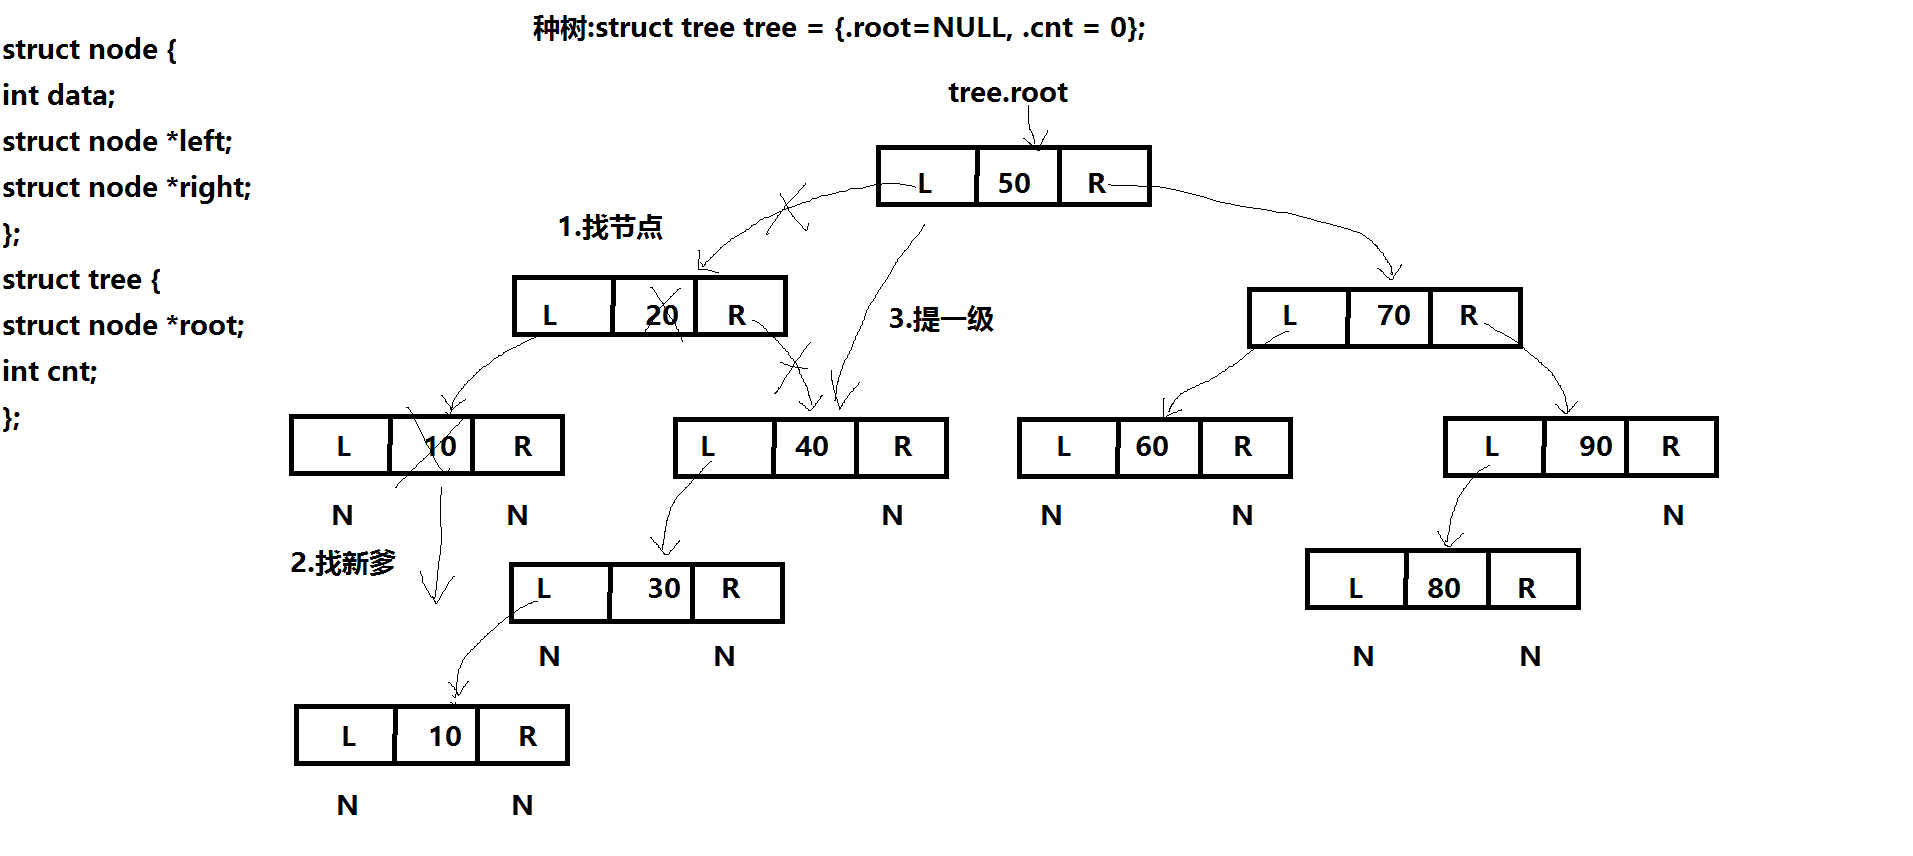 种树:struct tree tree = {.root=NULL, .cnt = 0};
struct node {
int data;
struct node *left;
struct node *right;
};
struct tree {
struct node *root;
int cnt;
};
tree.root
L 50 R
1.找节点
L 20 R
3.提一级
L 70 R
L 10 R
L 40 R
L 60 R
L 90 R
N N
N
N N
N
2.找新爹
L 30 R
L 80 R
N N
N N
L 10 R
N N